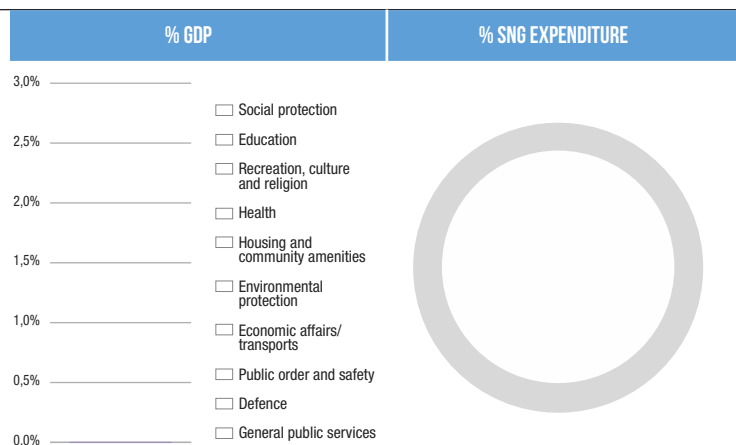 % GDP
% SNG EXPENDITURE
3,0%
2,5%
2,0%
1,5%
1,0%
0,5%
0,0%
Social protection
Education
Recreation, culture
and religion
Health
Housing and
community amenities
Environmental
protection
Economic affairs/
transports
Public order and safety
Defence
General public services